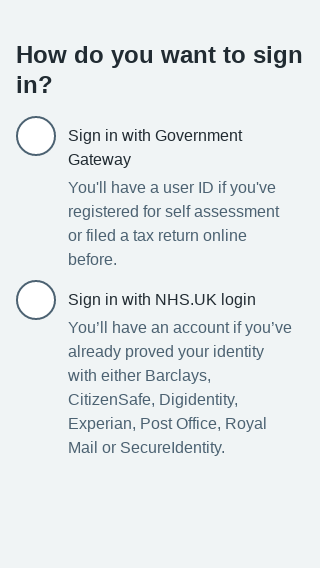 How do you want to sign
in?
Sign in with Government
Gateway
You'll have a user ID if you've
registered for self assessment
or filed a tax return online
before.
Sign in with NHS.UK login
You’ll have an account if you’ve
already proved your identity
with either Barclays,
CitizenSafe, Digidentity,
Experian, Post Office, Royal
Mail or SecureIdentity.